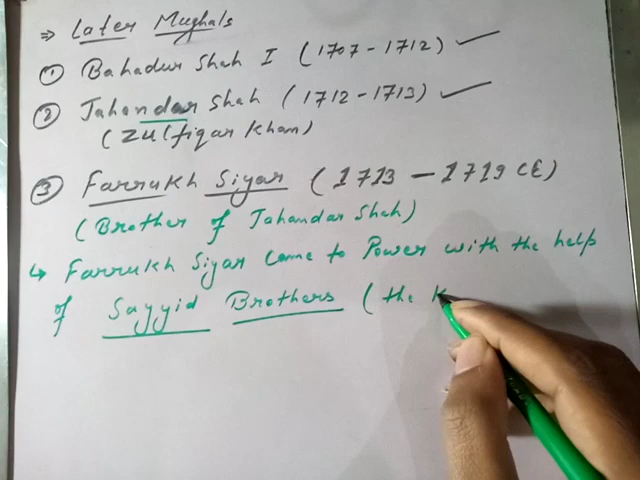 ⇒ Later Mughals
① Bahadur Shah I (1707-1712) ✓
② Jahandar Shah (1712-1713) ✓
(Zulfiqar Khan)
③ Farrukh Siyar (1713 - 1719 CE)
(Brother of Jahandar Shah)
↳ Farrukh Siyar came to Power with the help
of Sayyid Brothers (the K